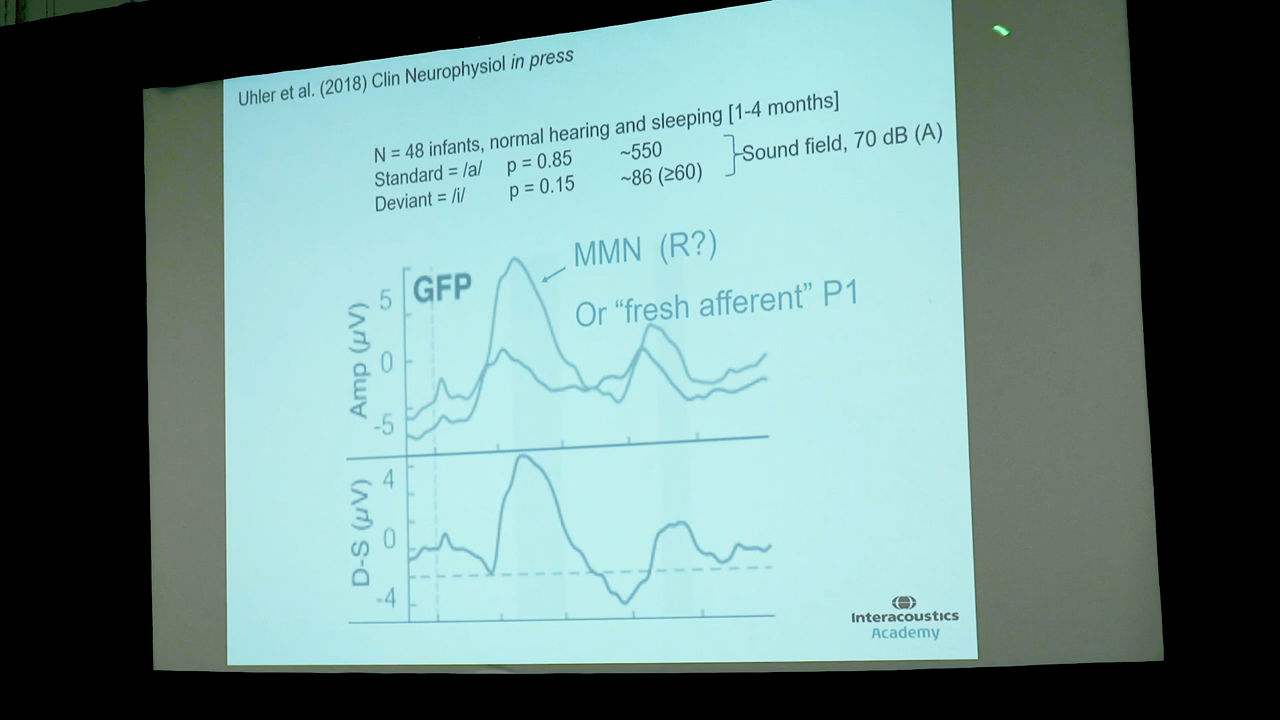 Uhler et al. (2018) Clin Neurophysiol in press
N = 48 infants, normal hearing and sleeping [1-4 months]
Standard = /a/ p = 0.85 ~550
Deviant = /i/ p = 0.15 ~86 (≥60)
Sound field, 70 dB (A)
MMN (R?)
Or “fresh afferent” P1
GFP
Amp (µV)
5
0
-5
D-S (µV)
4
0
-4
Interacoustics
Academy